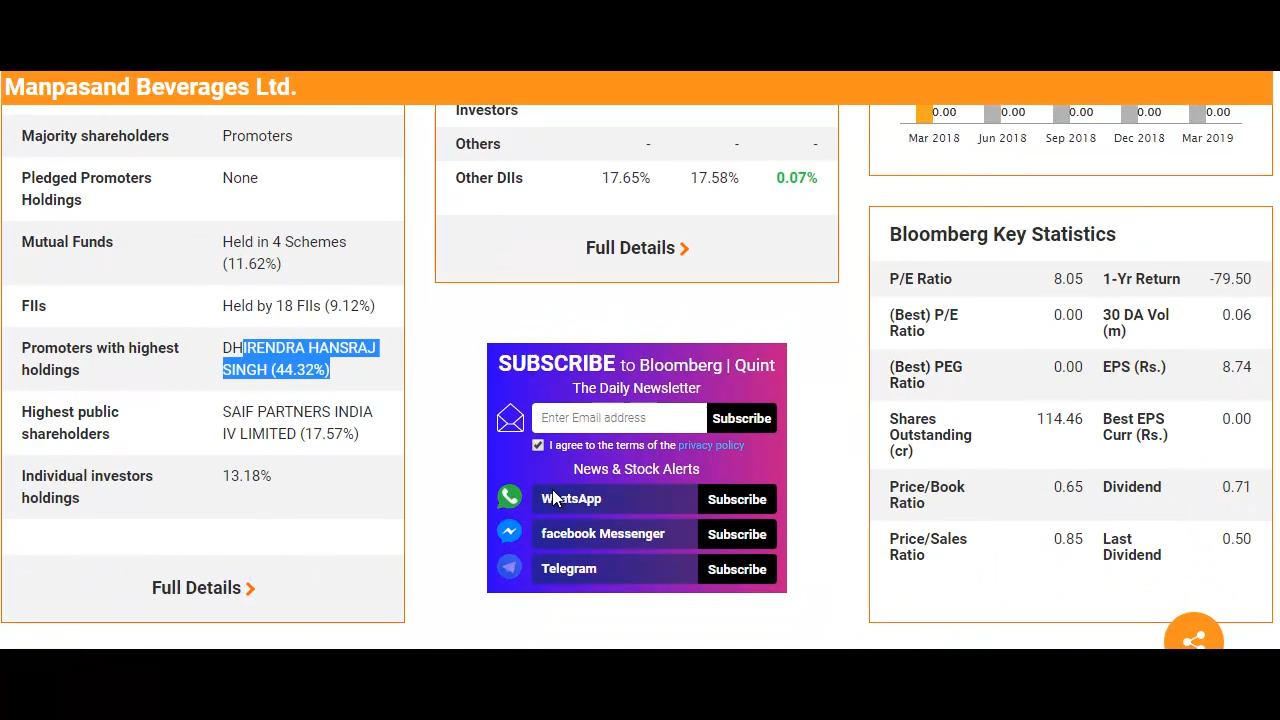 Manpasand Beverages Ltd.
Majority shareholders Promoters
Pledged Promoters None
Holdings
Mutual Funds Held in 4 Schemes
(11.62%)
FIIs Held by 18 FIIs (9.12%)
Promoters with highest DHIRENDRA HANSRAJ
holdings SINGH (44.32%)
Highest public SAIF PARTNERS INDIA
shareholders IV LIMITED (17.57%)
Individual investors 13.18%
holdings
Full Details
Investors
Others - - -
Other DIIs 17.65% 17.58% 0.07%
Full Details
SUBSCRIBE to Bloomberg | Quint
The Daily Newsletter
Enter Email address Subscribe
I agree to the terms of the privacy policy
News & Stock Alerts
WhatsApp Subscribe
facebook Messenger Subscribe
Telegram Subscribe
0.00 0.00 0.00 0.00 0.00
Mar 2018 Jun 2018 Sep 2018 Dec 2018 Mar 2019
Bloomberg Key Statistics
P/E Ratio 8.05 1-Yr Return -79.50
(Best) P/E 0.00 30 DA Vol 0.06
Ratio (m)
(Best) PEG 0.00 EPS (Rs.) 8.74
Ratio
Shares 114.46 Best EPS 0.00
Outstanding Curr (Rs.)
(cr)
Price/Book 0.65 Dividend 0.71
Ratio
Price/Sales 0.85 Last 0.50
Ratio Dividend